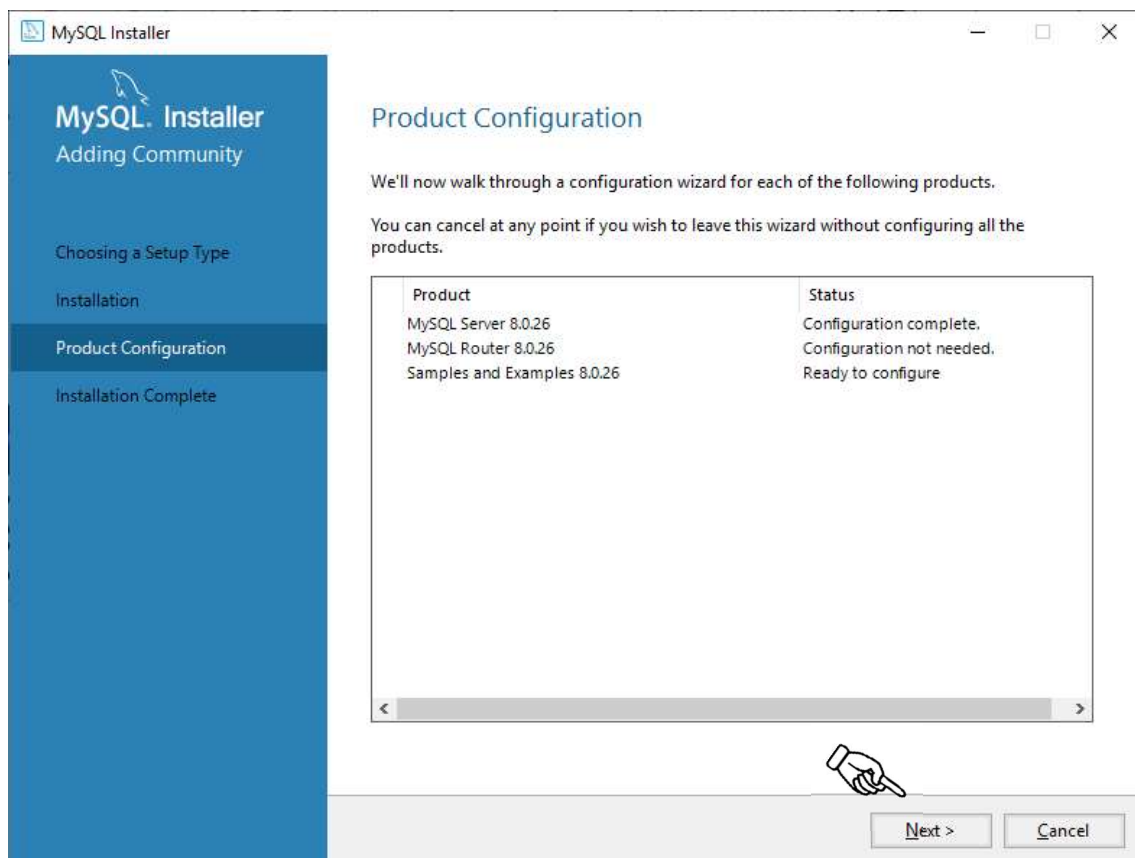 MySQL Installer
MySQL. Installer
Adding Community
Choosing a Setup Type
Installation
Product Configuration
Installation Complete
Product Configuration
We'll now walk through a configuration wizard for each of the following products.
You can cancel at any point if you wish to leave this wizard without configuring all the
products.
Product Status
MySQL Server 8.0.26 Configuration complete.
MySQL Router 8.0.26 Configuration not needed.
Samples and Examples 8.0.26 Ready to configure
Next > Cancel